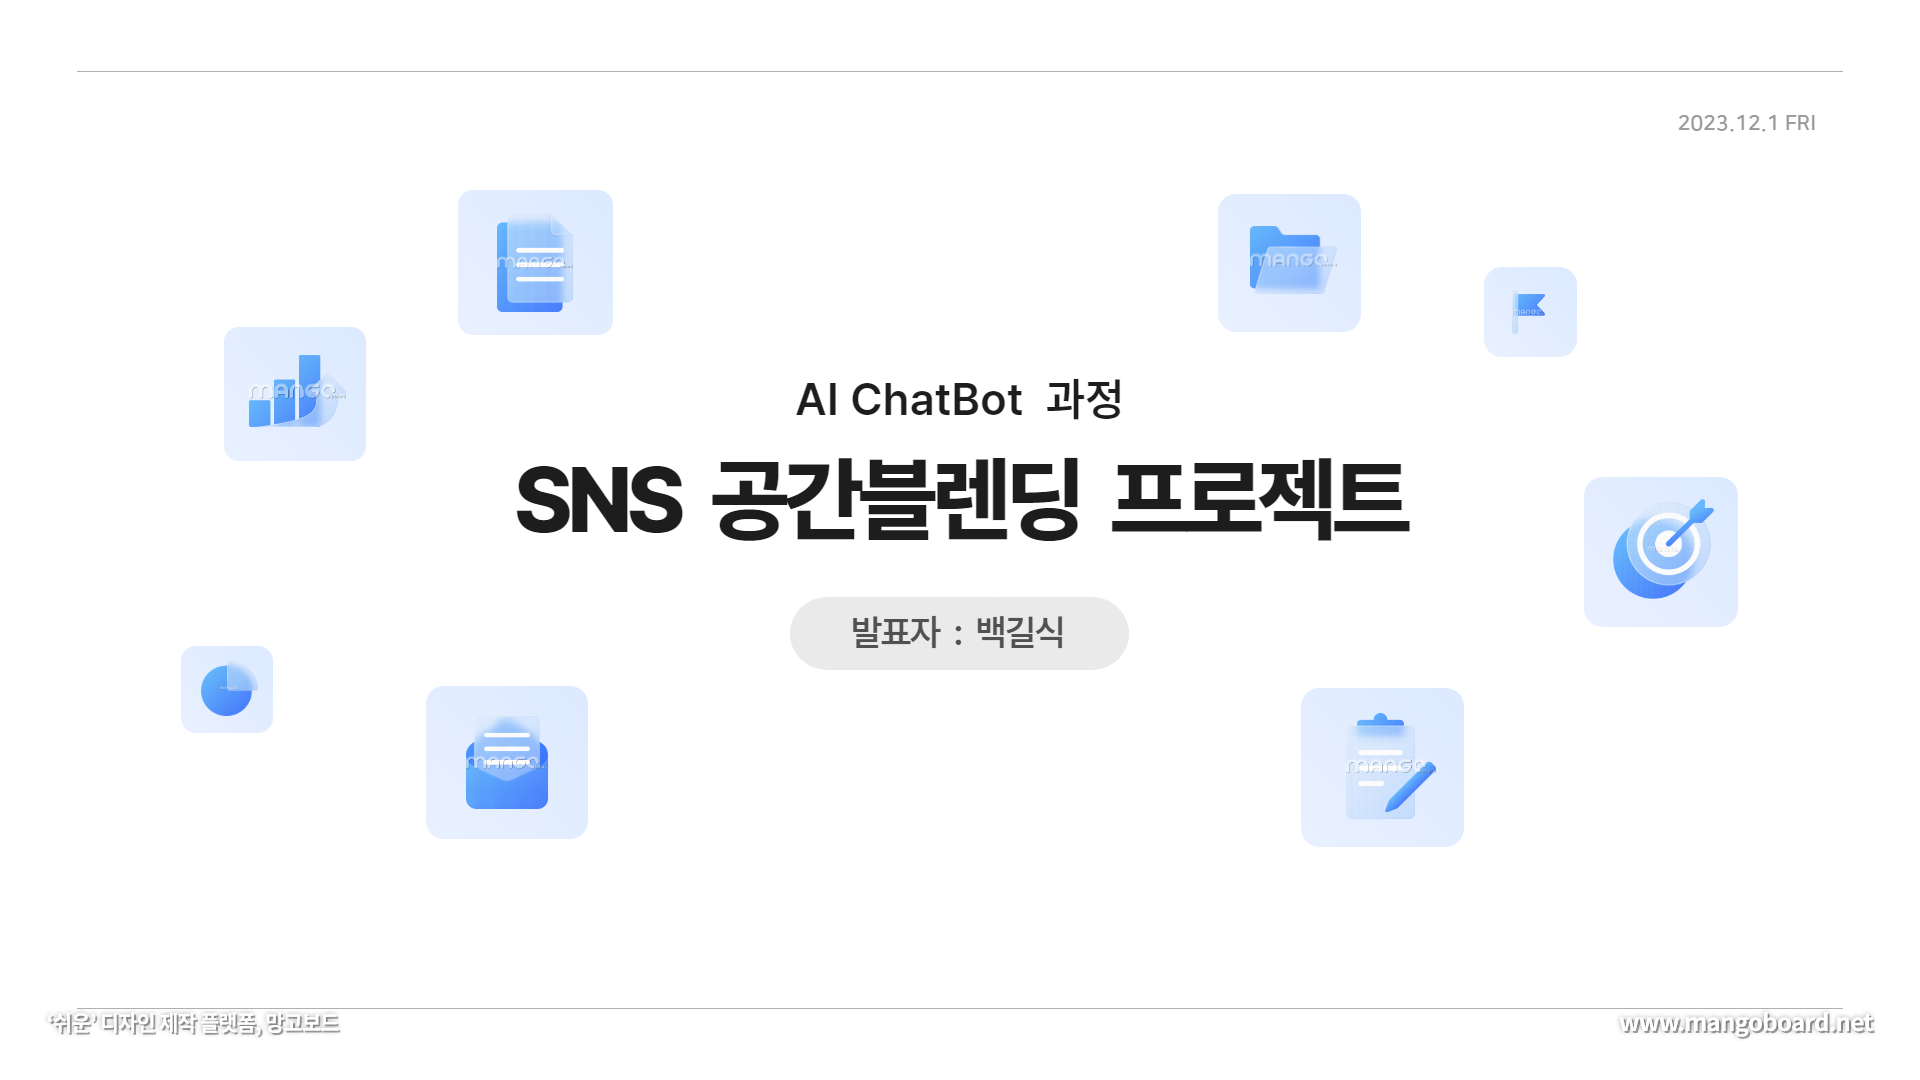 2023.12.1 FRI
AI ChatBot 과정
SNS 공간블렌딩 프로젝트
발표자 : 백길식
'쉬운' 디자인 제작 플랫폼, 망고보드
www.mangoboard.net